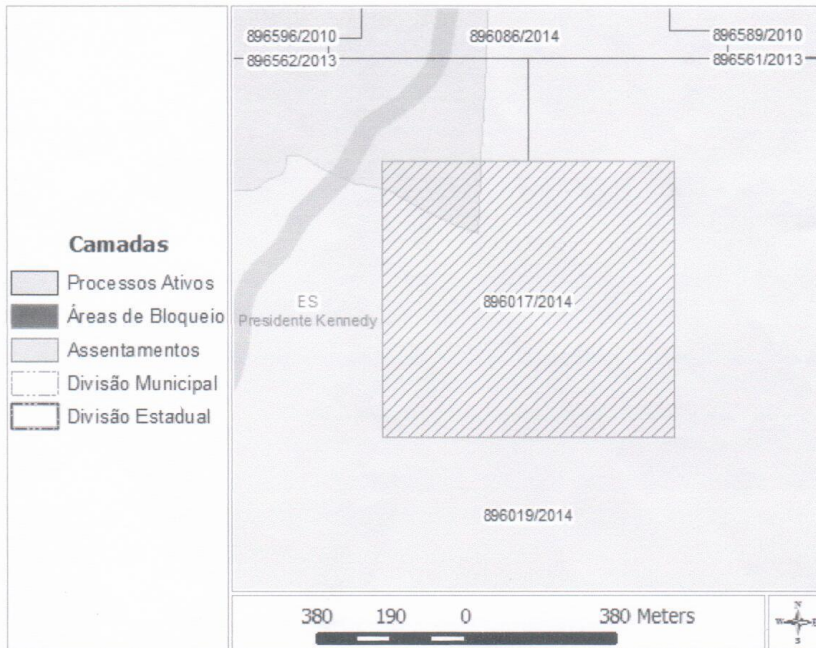 896596/2010
896086/2014
896589/2010
896562/2013
896561/2013
Camadas
Processos Ativos
Áreas de Bloqueio
Assentamentos
Divisão Municipal
Divisão Estadual
ES
Presidente Kennedy
896017/2014
896019/2014
380 190 0 380 Meters
N
W E
S